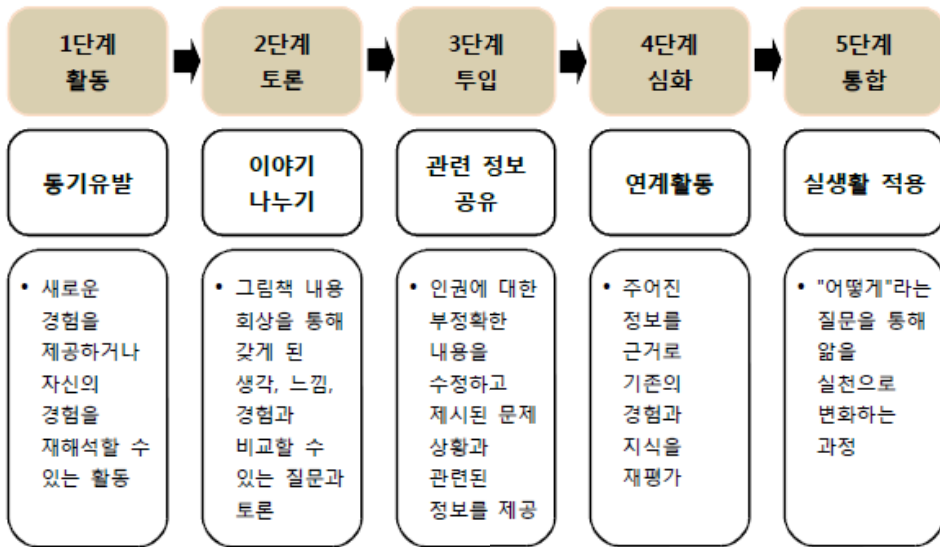 1단계
활동
2단계
토론
3단계
투입
4단계
심화
5단계
통합
동기유발
이야기
나누기
관련 정보
공유
연계활동
실생활 적용
• 새로운
경험을
제공하거나
자신의
경험을
재해석할 수
있는 활동
• 그림책 내용
회상을 통해
갖게 된
생각, 느낌,
경험과
비교할 수
있는 질문과
토론
• 인권에 대한
부정확한
내용을
수정하고
제시된 문제
상황과
관련된
정보를 제공
• 주어진
정보를
근거로
기존의
경험과
지식을
재평가
• "어떻게"라는
질문을 통해
앎을
실천으로
변화하는
과정